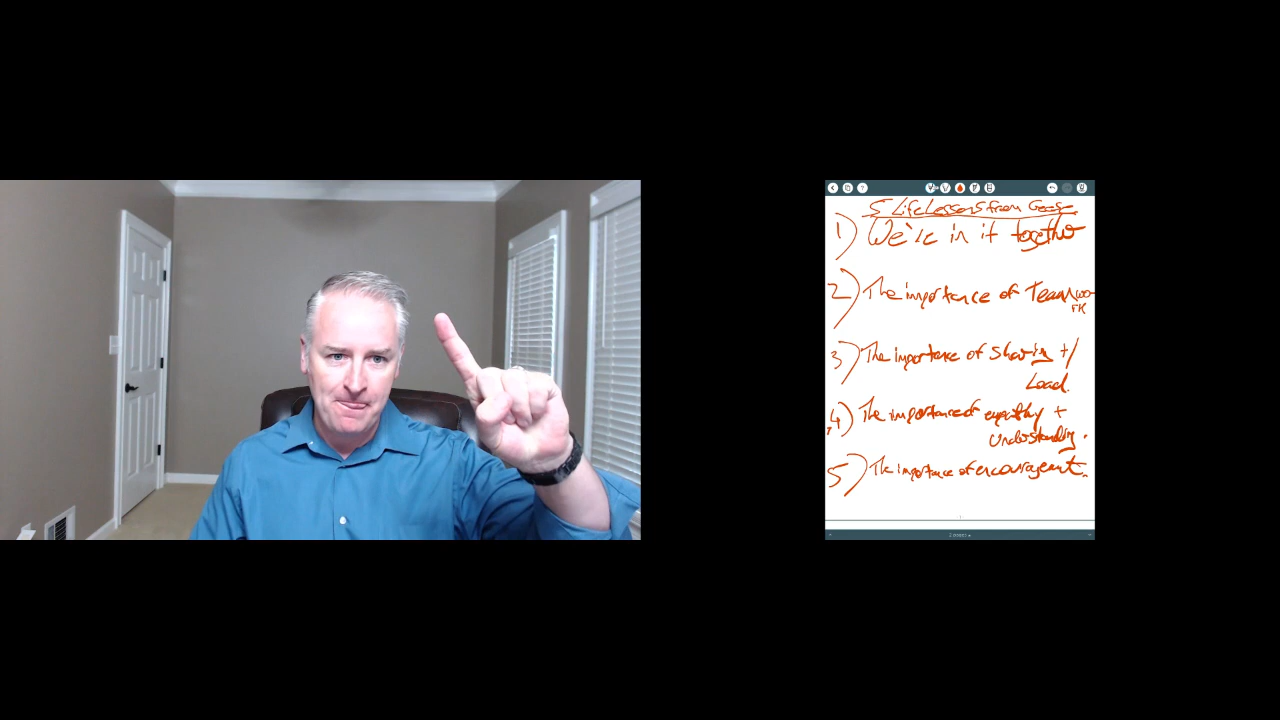 5 Life Lessons from Geese
1) We're in it together
2) The importance of Teamwo-
rk
3) The importance of sharing
Load.
4) The importance of empathy +
Understanding.
5) The importance of encouragement.